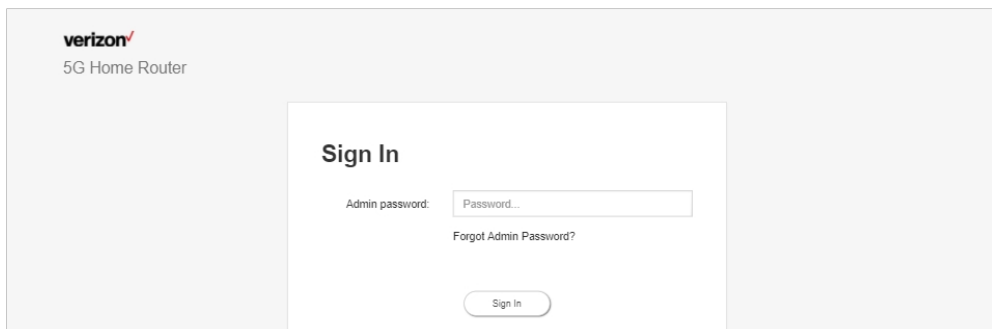 verizon
5G Home Router
Sign In
Admin password: Password...
Forgot Admin Password?
Sign In